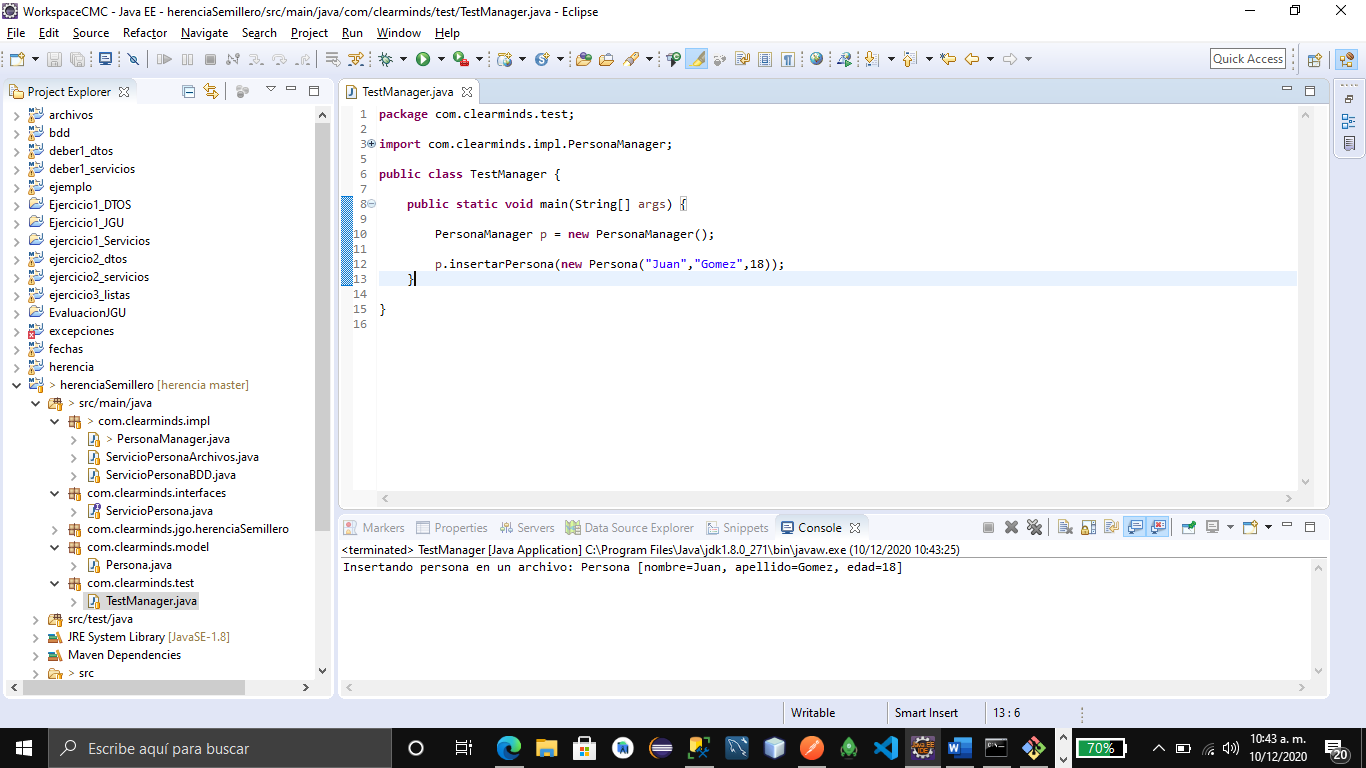 WorkspaceCMC - Java EE - herenciaSemillero/src/main/java/com/clearminds/test/TestManager.java - Eclipse
File Edit Source Refactor Navigate Search Project Run Window Help
Quick Access
Project Explorer
archivos
bdd
deber1_dtos
deber1_servicios
ejemplo
Ejercicio1_DTOS
Ejercicio1_JGU
ejercicio1_Servicios
ejercicio2_dtos
ejercicio2_servicios
ejercicio3_listas
EvaluacionJGU
excepciones
fechas
herencia
> herenciaSemillero [herencia master]
> src/main/java
> com.clearminds.impl
> PersonaManager.java
ServicioPersonaArchivos.java
ServicioPersonaBDD.java
com.clearminds.interfaces
ServicioPersona.java
com.clearminds.jgo.herenciaSemillero
com.clearminds.model
Persona.java
com.clearminds.test
TestManager.java
src/test/java
JRE System Library [JavaSE-1.8]
Maven Dependencies
> src
TestManager.java
1 package com.clearminds.test;
2
3 import com.clearminds.impl.PersonaManager;
5
6 public class TestManager {
7
8 public static void main(String[] args) {
9
10 PersonaManager p = new PersonaManager();
11
12 p.insertarPersona(new Persona("Juan","Gomez",18));
13 }
14
15 }
16
Markers Properties Servers Data Source Explorer Snippets Console
<terminated> TestManager [Java Application] C:\Program Files\Java\jdk1.8.0_271\bin\javaw.exe (10/12/2020 10:43:25)
Insertando persona en un archivo: Persona [nombre=Juan, apellido=Gomez, edad=18]
Writable Smart Insert 13 : 6
Escribe aquí para buscar
70%
10:43 a. m.
10/12/2020
20